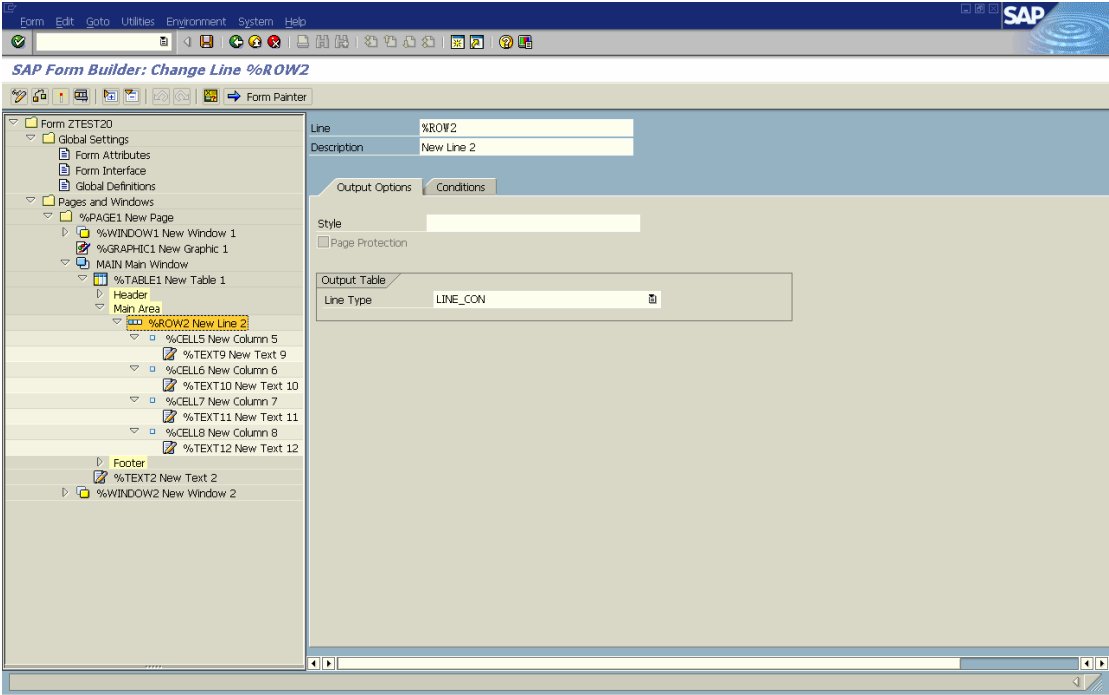 Form Edit Goto Utilities Environment System Help
SAP
SAP Form Builder: Change Line %ROW2
Form Painter
Form ZTEST20
Global Settings
Form Attributes
Form Interface
Global Definitions
Pages and Windows
%PAGE1 New Page
%WINDOW1 New Window 1
%GRAPHIC1 New Graphic 1
MAIN Main Window
%TABLE1 New Table 1
Header
Main Area
%ROW2 New Line 2
%CELL5 New Column 5
%TEXT9 New Text 9
%CELL6 New Column 6
%TEXT10 New Text 10
%CELL7 New Column 7
%TEXT11 New Text 11
%CELL8 New Column 8
%TEXT12 New Text 12
Footer
%TEXT2 New Text 2
%WINDOW2 New Window 2
Line %ROW2
Description New Line 2
Output Options Conditions
Style
Page Protection
Output Table
Line Type LINE_CON